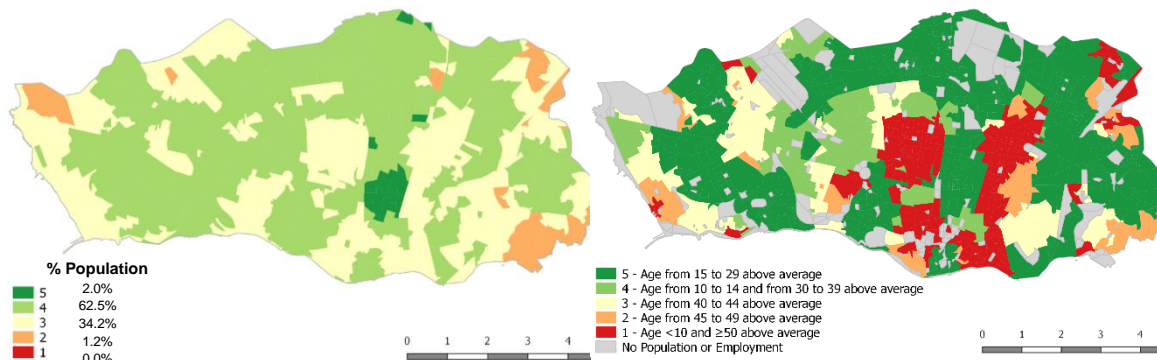 % Population
5 2.0%
4 62.5%
3 34.2%
2 1.2%
1 0.0%
0 1 2 3 4
5 - Age from 15 to 29 above average
4 - Age from 10 to 14 and from 30 to 39 above average
3 - Age from 40 to 44 above average
2 - Age from 45 to 49 above average
1 - Age <10 and ≥50 above average
No Population or Employment
0 1 2 3 4